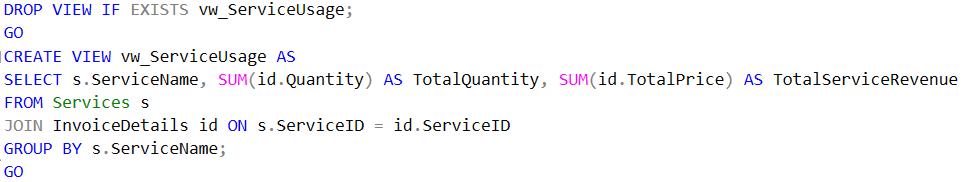 DROP VIEW IF EXISTS vw_ServiceUsage;
GO
CREATE VIEW vw_ServiceUsage AS
SELECT s.ServiceName, SUM(id.Quantity) AS TotalQuantity, SUM(id.TotalPrice) AS TotalServiceRevenue
FROM Services s
JOIN InvoiceDetails id ON s.ServiceID = id.ServiceID
GROUP BY s.ServiceName;
GO